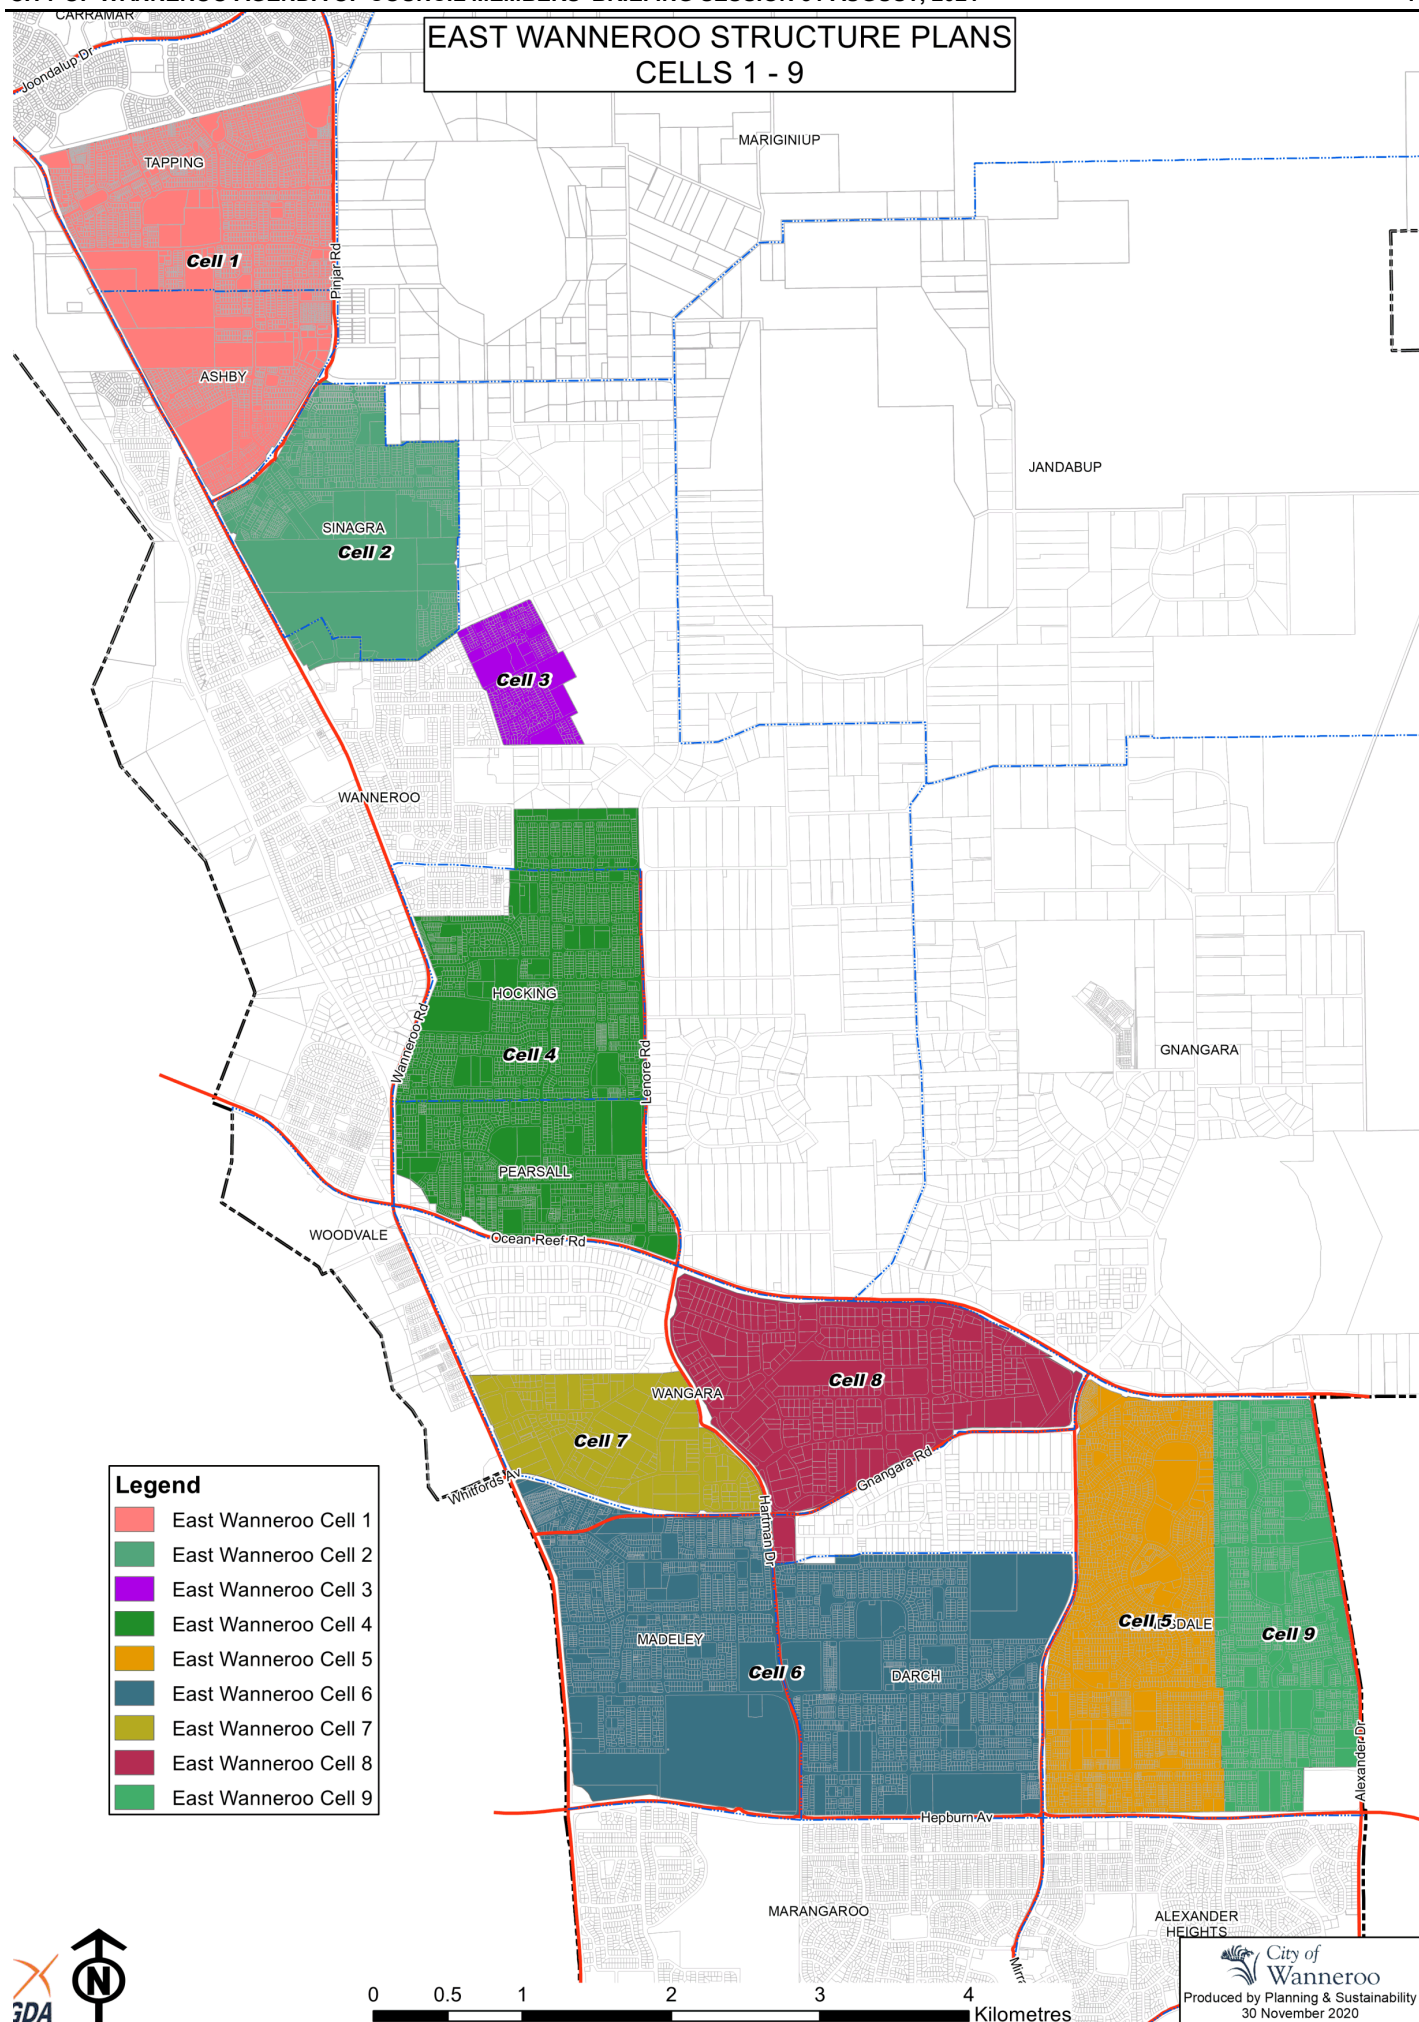 CARRAMAR
EAST WANNEROO STRUCTURE PLANS
CELLS 1 - 9
Joondalup Dr
MARIGINIUP
TAPPING
Cell 1
Pinjar Rd
ASHBY
JANDABUP
SINAGRA
Cell 2
Cell 3
WANNEROO
HOCKING
Wanneroo Rd
Cell 4
Lenore Rd
GNANGARA
PEARSALL
WOODVALE
Ocean Reef Rd
WANGARA
Cell 8
Cell 7
Gnangara Rd
Whitfords Av
Hartman Dr
Cell 5
Cell 9
MADELEY
Cell 6
DARCH
Alexander Dr
Hepburn Av
Legend
East Wanneroo Cell 1
East Wanneroo Cell 2
East Wanneroo Cell 3
East Wanneroo Cell 4
East Wanneroo Cell 5
East Wanneroo Cell 6
East Wanneroo Cell 7
East Wanneroo Cell 8
East Wanneroo Cell 9
MARANGAROO
ALEXANDER
HEIGHTS
N
GDA
0 0.5 1 2 3 4
Kilometres
City of
Wanneroo
Produced by Planning & Sustainability
30 November 2020